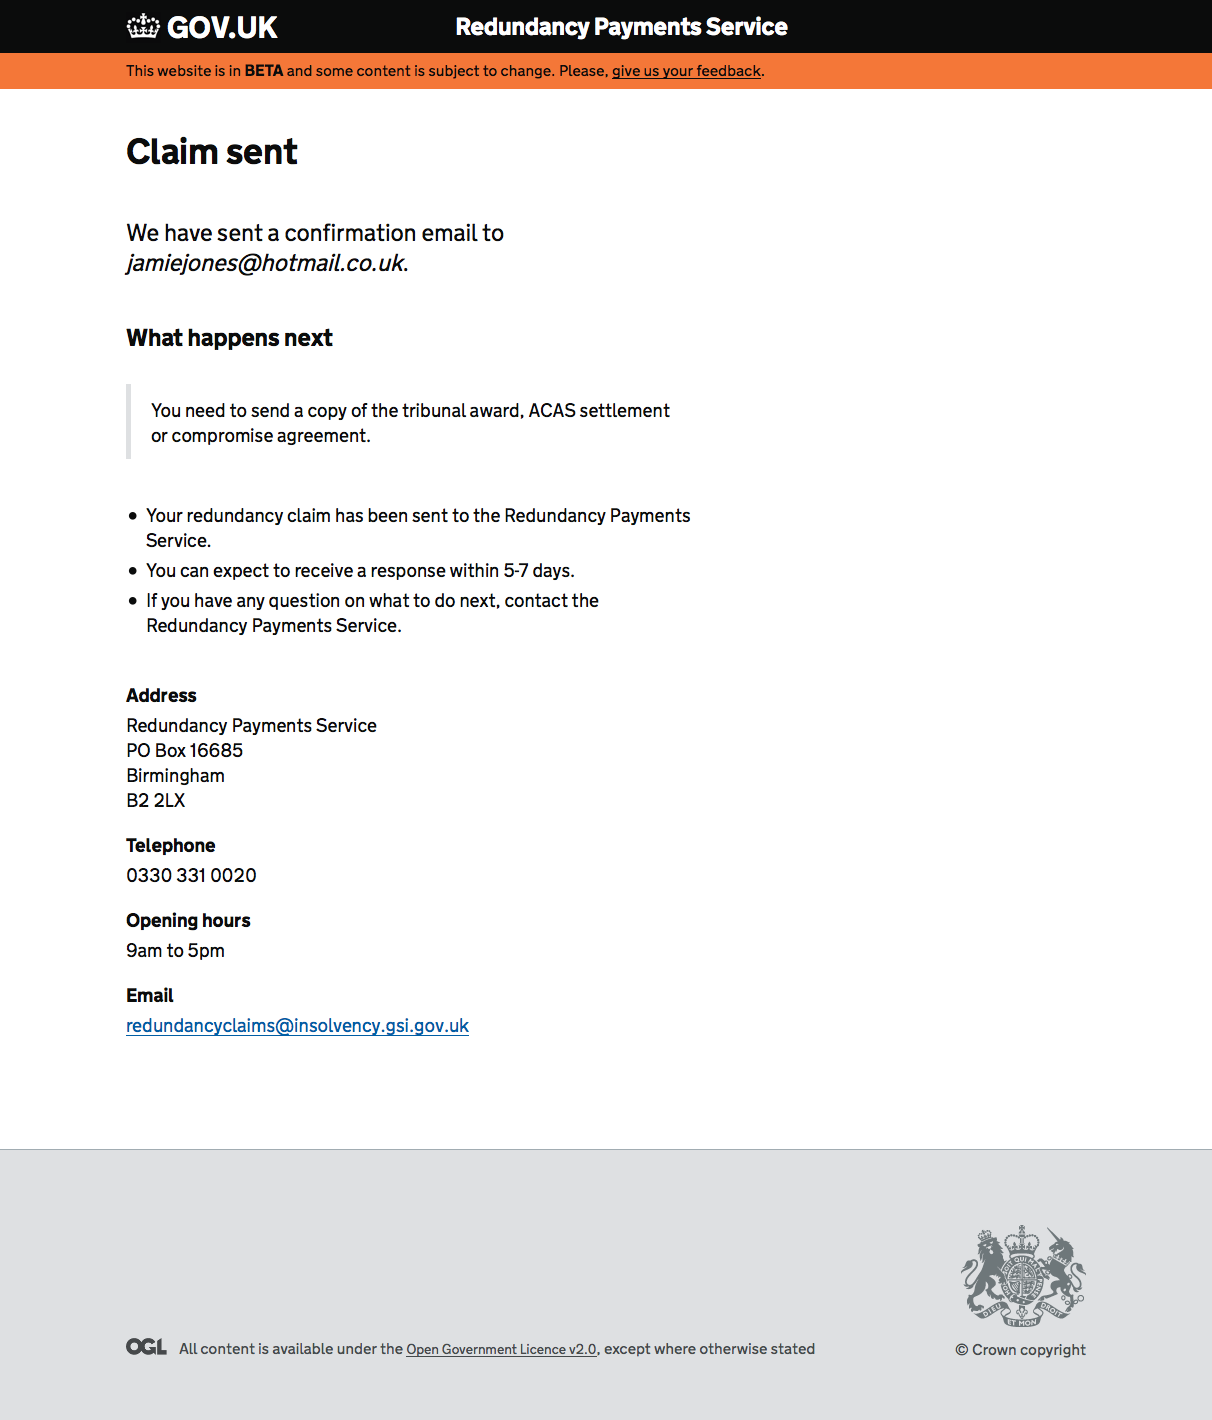 GOV.UK
Redundancy Payments Service
This website is in BETA and some content is subject to change. Please, give us your feedback.
Claim sent
We have sent a confirmation email to
jamiejones@hotmail.co.uk.
What happens next
You need to send a copy of the tribunal award, ACAS settlement
or compromise agreement.
• Your redundancy claim has been sent to the Redundancy Payments
Service.
• You can expect to receive a response within 5-7 days.
• If you have any question on what to do next, contact the
Redundancy Payments Service.
Address
Redundancy Payments Service
PO Box 16685
Birmingham
B2 2LX
Telephone
0330 331 0020
Opening hours
9am to 5pm
Email
redundancyclaims@insolvency.gsi.gov.uk
DIEU ET MON DROIT
OGL All content is available under the Open Government Licence v2.0, except where otherwise stated
© Crown copyright